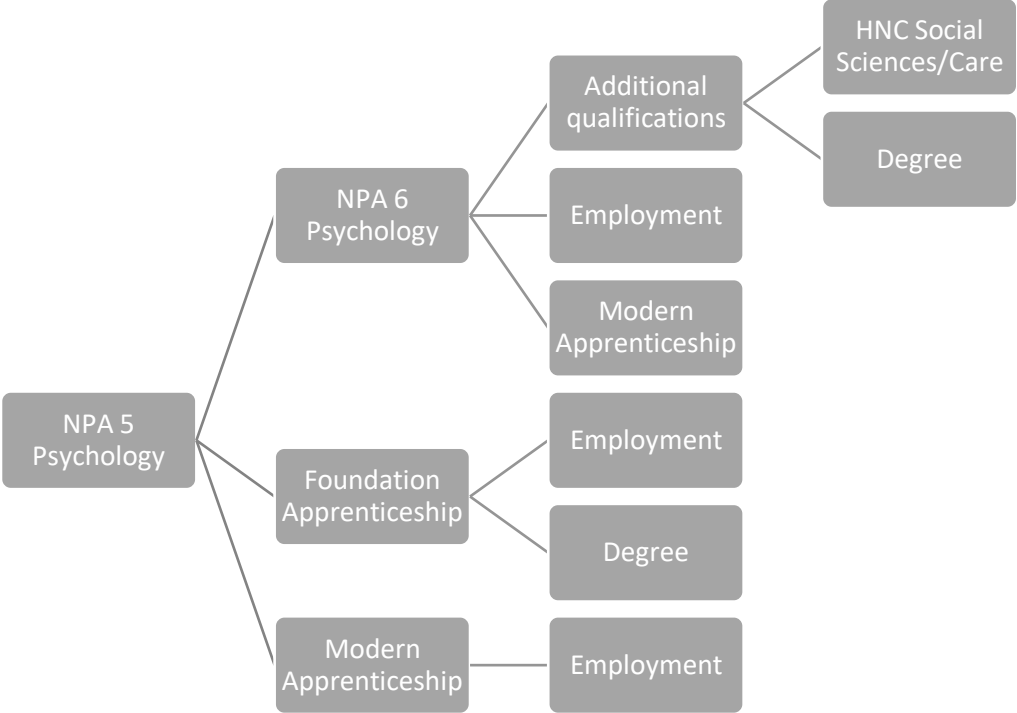 HNC Social
Sciences/Care
Additional
qualifications
Degree
NPA 6
Psychology
Employment
Modern
Apprenticeship
NPA 5
Psychology
Employment
Foundation
Apprenticeship
Degree
Modern
Apprenticeship
Employment